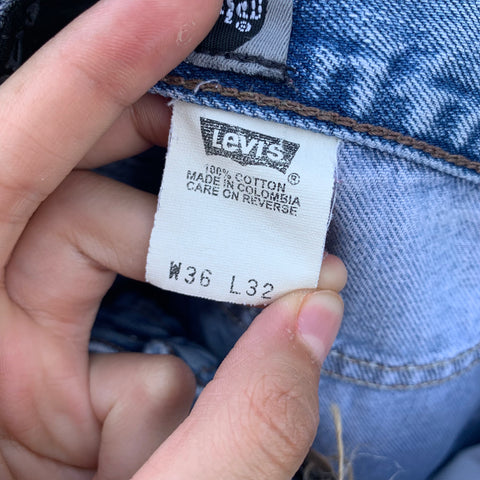 Levi's
®
100% COTTON
MADE IN COLOMBIA
CARE ON REVERSE
W36 L32